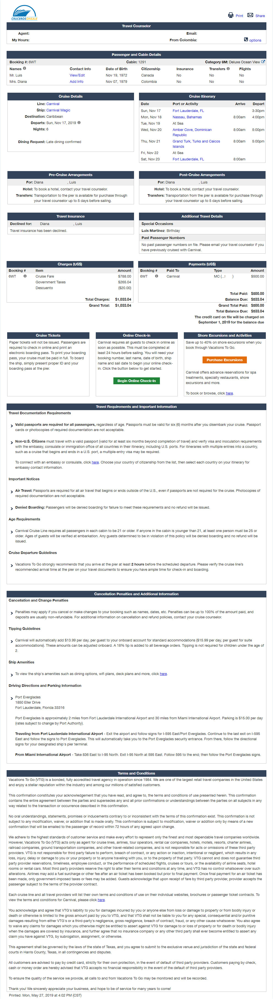 CRUCEROSONSALE
Print Share
Travel Counselor
Agent: Email:
My Hours: From Colombia: options
Passenger and Cabin Details
Booking #: 6WT Cabin: 1291 Category 6M: Deluxe Ocean View
Names Contact Info Date of Birth Citizenship Insurance Transfers Flights
Mr. Luis View/Edit Nov 19, 1972 Canada No No No
Mrs. Diana Add Info Nov 07, 1979 Colombia No No No
Cruise Details
Line: Carnival
Ship: Carnival Magic
Destination: Caribbean
Departs: Sun, Nov 17, 2019
Nights: 6
Dining Request: Late dining confirmed
Cruise Itinerary
Date Port or Activity Arrive Depart
Sun, Nov 17 Fort Lauderdale, FL 3:30pm
Mon, Nov 18 Nassau, Bahamas 8:00am 4:00pm
Tue, Nov 19 At Sea
Wed, Nov 20 Amber Cove, Dominican 8:00am 5:00pm
Republic
Thu, Nov 21 Grand Turk, Turks and Caicos 8:00am 5:00pm
Islands
Fri, Nov 22 At Sea
Sat, Nov 23 Fort Lauderdale, FL 8:00am
Pre-Cruise Arrangements
For: Diana , Luis
Hotel: To book a hotel, contact your travel counselor.
Transfers: Transportation to the pier is available for purchase through
your travel counselor up to 5 days before sailing.
Post-Cruise Arrangements
For: Diana , Luis
Hotel: To book a hotel, contact your travel counselor.
Transfers: Transportation from the pier is available for purchase through
your travel counselor up to 5 days before sailing.
Travel Insurance
Declined for: Diana , Luis
Travel insurance has been declined.
Additional Travel Details
Special Occasions
Luis Martinez: Birthday
Past Passenger Numbers
No past passenger numbers on file. Please email your travel counselor if you
have previously cruised with Carnival.
Charges (US$)
Booking # Item Amount
6WT Cruise Fare $788.00
Government Taxes $265.04
Descuento ($20.00)
Total Charges: $1,033.04
Grand Total: $1,033.04
Payments (US$)
Booking # Paid To Type Amount
6WT Carnival MC (... ) $500.00
Total Paid: $500.00
Balance Due: $533.04
Grand Total Paid: $500.00
Total Balance Due: $533.04
The credit card on file will be charged on
September 1, 2019 for the balance due
Cruise Tickets
Paper tickets will not be issued. Passengers are
required to check in online and print an
electronic boarding pass. To print your boarding
pass, your cruise must be paid in full. To board
the ship, simply present proper ID and your
boarding pass at the pier.
Online Check-in
Carnival requires all guests to check in online as
soon as possible. This must be completed at
least 24 hours before sailing. You will need your
booking number, last name, date of birth, ship
name and sail date to begin your online check-
in. Click the button below to get started.
Begin Online Check-In
Shore Excursions and Activities
Save up to 40% on shore excursions when you
book through Vacations To Go.
Purchase Excursions
Carnival offers advance reservations for spa
treatments, specialty restaurants, shore
excursions and more.
To book or browse, click here.
Travel Requirements and Important Information
Travel Documentation Requirements
Valid passports are required for all passengers, regardless of age. Passports must be valid for six (6) months after you disembark your cruise. Passport
cards or photocopies of required documentation are not acceptable.
Non-U.S. Citizens must travel with a valid passport (valid for at least six months beyond completion of travel) and verify visa and inoculation requirements
with the embassy, consulate or immigration office of all countries in their itinerary, including U.S. ports. For itineraries with multiple entries into a country,
such as a cruise that begins and ends in a U.S. port, a multiple-entry visa may be required.
To connect with an embassy or consulate, click here. Choose your country of citizenship from the list, then select each country on your itinerary for
embassy contact information.
Important Notices
Air Travel: Passports are required for all air travel that begins or ends outside of the U.S., even if passports are not required for the cruise. Photocopies of
required documentation are not acceptable.
Denied Boarding: Passengers will be denied boarding for failure to meet these requirements and no refund will be issued.
Age Requirements
Carnival Cruise Line requires all passengers in each cabin to be 21 or older. If anyone in the cabin is younger than 21, at least one person must be 25 or
older. Ages of guests will be verified at embarkation. Any guests determined to be in violation of this policy will be denied boarding and no refund will be
issued.
Cruise Departure Guidelines
Vacations To Go strongly recommends that you arrive at the pier at least 2 hours before the scheduled departure. Please verify the cruise line's
recommended arrival time at the pier on your travel documents to ensure you have ample time for check-in and boarding.
Cancellation Penalties and Additional Information
Cancellation and Change Penalties
Penalties may apply if you cancel or make changes to your booking such as names, dates, etc. Penalties can be up to 100% of the amount paid, and
deposits are usually non-refundable. For additional information on cancellation and refund policies, contact your cruise counselor.
Tipping Guidelines
Carnival will automatically add $13.99 per day, per guest to your onboard account for standard accommodations ($15.99 per day, per guest for suite
accommodations). These amounts can be adjusted onboard. A 18% tip is added to all beverage orders. Tipping is not required for children under the age of
2.
Ship Amenities
To view the ship's amenities such as dining options, wifi plans, deck plans and more, click here.
Driving Directions and Parking Information
Port Everglades
1850 Eller Drive
Fort Lauderdale, Florida 33316
Port Everglades is approximately 2 miles from Fort Lauderdale International Airport and 30 miles from Miami International Airport. Parking is $15.00 per day
(rates subject to change by Port Authority).
Traveling from Fort Lauderdale International Airport - Exit the airport and follow signs for I-595 East/Port Everglades. Continue to the last exit on I-595
East and follow the signs to Port Everglades. This will automatically take you to the Port Everglades security entrance. From there, follow the directional
signs for your designated ship's pier terminal.
From Miami International Airport - Take 836 East to I-95 North. Exit I-95 North at 595 East. Follow 595 to the end; then follow the Port Everglades signs.
Terms and Conditions
Vacations To Go (VTG) is a bonded, fully accredited travel agency in operation since 1984. We are one of the largest retail travel companies in the United States
and enjoy a stellar reputation within the industry and among our millions of satisfied customers.
This confirmation constitutes your acknowledgement that you have read, and agree to, the terms and conditions of use presented herein. This confirmation
contains the entire agreement between the parties and supersedes any and all prior confirmations or understandings between the parties on all subjects in any
way related to the transaction or occurrence described in this confirmation.
No oral understandings, statements, promises or inducements contrary to or inconsistent with the terms of this confirmation exist. This confirmation is not
subject to any modification, waiver, or addition that is made orally. This confirmation is subject to modification, waiver or addition only by means of a new
confirmation that will be emailed to the passenger of record within 72 hours of any agreed upon change.
We adhere to the highest standards of customer service and make every effort to represent only the finest and most dependable travel companies worldwide.
However, Vacations To Go (VTG) acts only as agent for cruise lines, airlines, tour operators, rental car companies, hotels, motels, resorts, charter airlines,
railroad companies, ground transportation companies, and other travel-related companies, and is not responsible for acts or omissions of these third party
providers. VTG is not responsible for third party failure to perform, breach of contract, or any action or inaction, intentional or negligent, which results in any
loss, injury, delay or damage to you or your property or to anyone traveling with you, or to the property of that party. VTG cannot and does not guarantee third
party provider reservations, timeliness, employee conduct, or the performance of scheduled flights, cruises or tours, or the availability of airline seats, hotel
rooms or rental cars. Most third party providers reserve the right to alter their terms and conditions at any time, and VTG has no control whatsoever over such
alterations. Airlines may add a fuel surcharge or other fee after an air ticket has been booked but prior to final payment. Once final payment for an air ticket has
been made, only government-imposed taxes or fees may be added. Guests acknowledge that upon receipt of fare by third party provider, provider accepts the
passenger subject to the terms of the provider contract.
Each cruise line and all travel providers will list their own terms and conditions of use on their individual websites, brochures or passenger ticket contracts. To
view the terms and conditions for Carnival, please click here.
You acknowledge and agree that VTG's liability to you for damages incurred by you or anyone else from loss or damage to property or from bodily injury or
death or otherwise is limited to the gross amount paid by you to VTG, and that VTG shall not be liable to you for any special, consequential and/or punitive
damages resulting from either VTG's or a third-party's negligence, gross negligence, breach of contract, fraud, or any other cause whatsoever. You also agree
to waive any claims for damages which you otherwise might be entitled to assert against VTG for damage to or loss of property or for death or bodily injury
when the damages are covered by insurance, and further agree that no insurance company or any other third party shall ever become entitled to assert any
claim you have against VTG, by subrogation, assignment, or otherwise.
This agreement shall be governed by the laws of the state of Texas, and you agree to submit to the exclusive venue and jurisdiction of the state and federal
courts in Harris County, Texas, in all contingencies and disputes.
All customers are advised to pay by credit card, strictly for their own protection, in the event of default of third party providers. Customers paying by check,
cash or money order are hereby advised that VTG accepts no financial responsibility in the event of the default of third party providers.
To ensure the quality of the service we provide, all calls to and from Vacations To Go may be monitored and will be recorded.
Thank you! We sincerely appreciate your business, and hope to be of service for many years to come!
Printed: Mon, May 27, 2019 at 4:02 PM (CST)